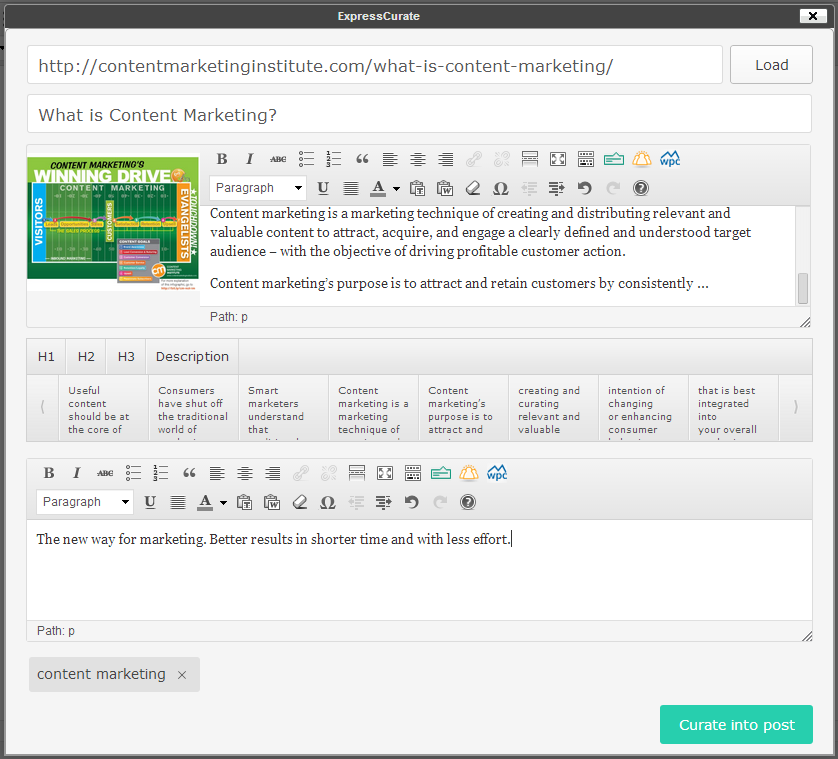 ExpressCurate
http://contentmarketinginstitute.com/what-is-content-marketing/
Load
What is Content Marketing?
CONTENT MARKETING'S
WINNING DRIVE
CONTENT MARKETING
VISITORS
CUSTOMERS
EVANGELISTS
TOUCHDOWN!
CONTENT GOALS
B I ABC
Paragraph
U A Ω
wpc
Content marketing is a marketing technique of creating and distributing relevant and
valuable content to attract, acquire, and engage a clearly defined and understood target
audience – with the objective of driving profitable customer action.
Content marketing's purpose is to attract and retain customers by consistently ...
Path: p
H1 H2 H3 Description
Useful
content
should be at
the core of
Consumers
have shut off
the traditional
world of
Smart
marketers
understand
that
Content
marketing is a
marketing
technique of
Content
marketing's
purpose is to
attract and
creating and
curating
relevant and
valuable
intention of
changing
or enhancing
consumer
that is best
integrated
into
your overall
B I ABC
wpc
Paragraph
U A Ω
The new way for marketing. Better results in shorter time and with less effort.
Path: p
content marketing ×
Curate into post